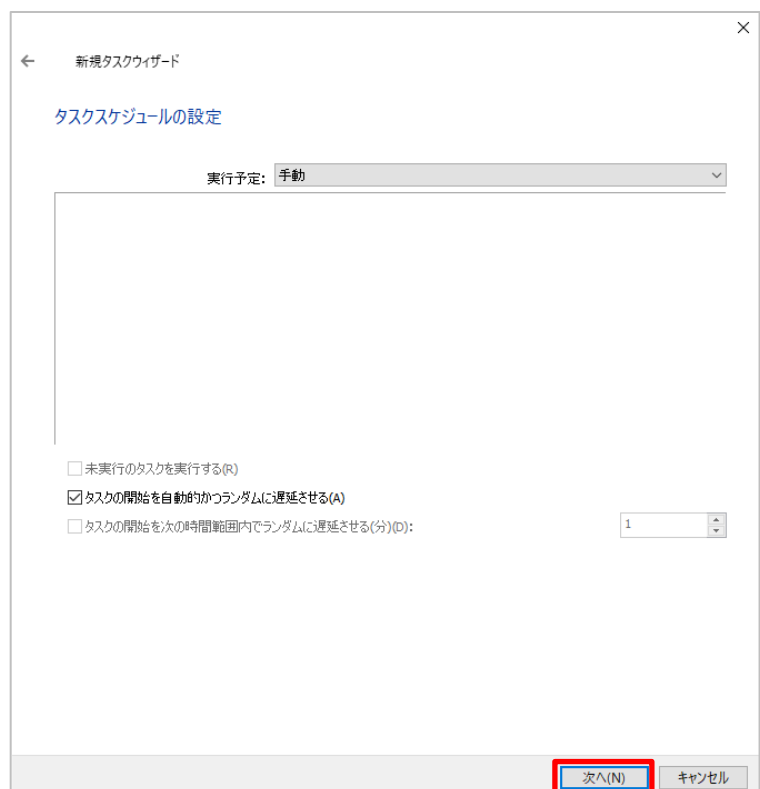 新規タスクウィザード
タスクスケジュールの設定
実行予定: 手動
未実行のタスクを実行する(R)
タスクの開始を自動的かつランダムに遅延させる(A)
タスクの開始を次の時間範囲内でランダムに遅延させる(分)(D): 1
次へ(N) キャンセル